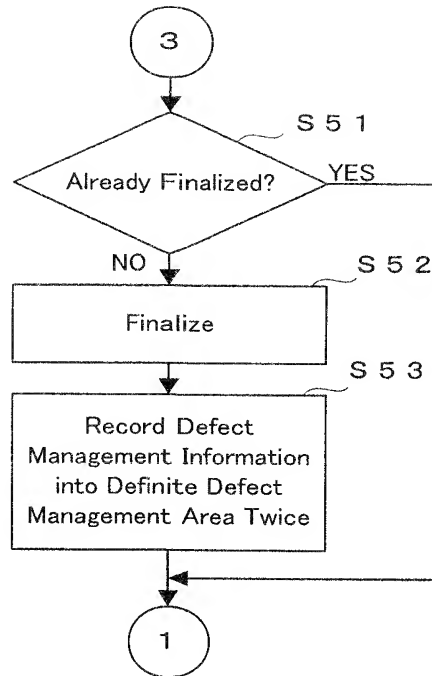 3
S 5 1
Already Finalized?
YES
NO
S 5 2
Finalize
S 5 3
Record Defect
Management Information
into Definite Defect
Management Area Twice
1